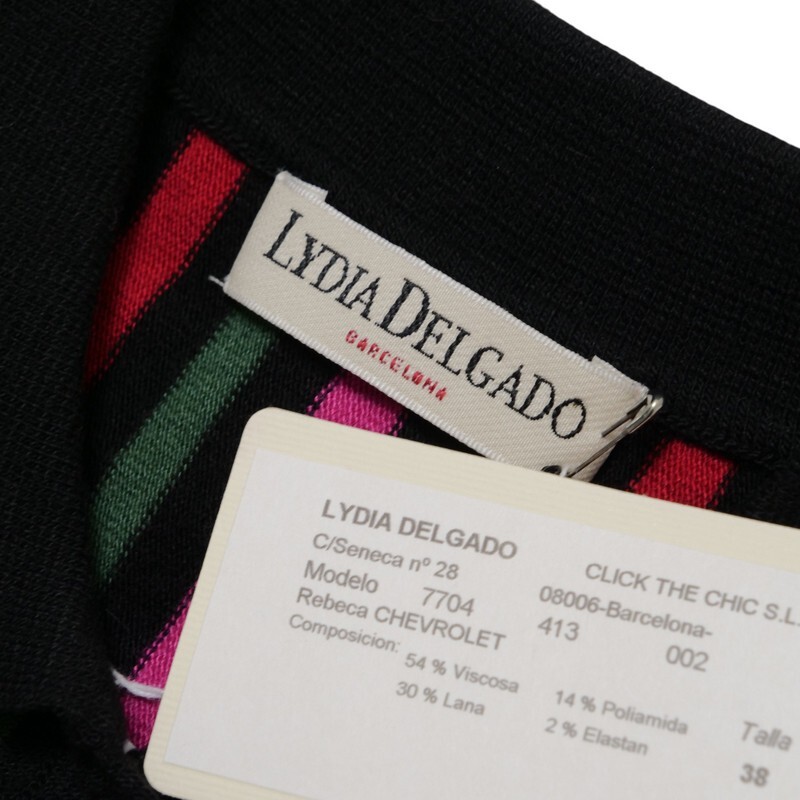 LYDIA DELGADO
BARCELONA
LYDIA DELGADO
C/Seneca nº 28 CLICK THE CHIC S.L.
Modelo 7704 08006-Barcelona-
Rebeca CHEVROLET 413 002
Composicion:
54 % Viscosa 14 % Poliamida
30 % Lana 2 % Elastan
Talla
38